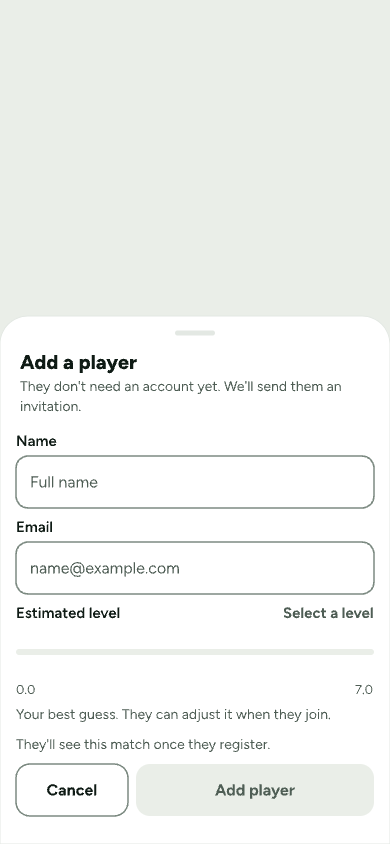 Add a player
They don't need an account yet. We'll send them an
invitation.
Name
Full name
Email
name@example.com
Estimated level Select a level
0.0 7.0
Your best guess. They can adjust it when they join.
They'll see this match once they register.
Cancel Add player